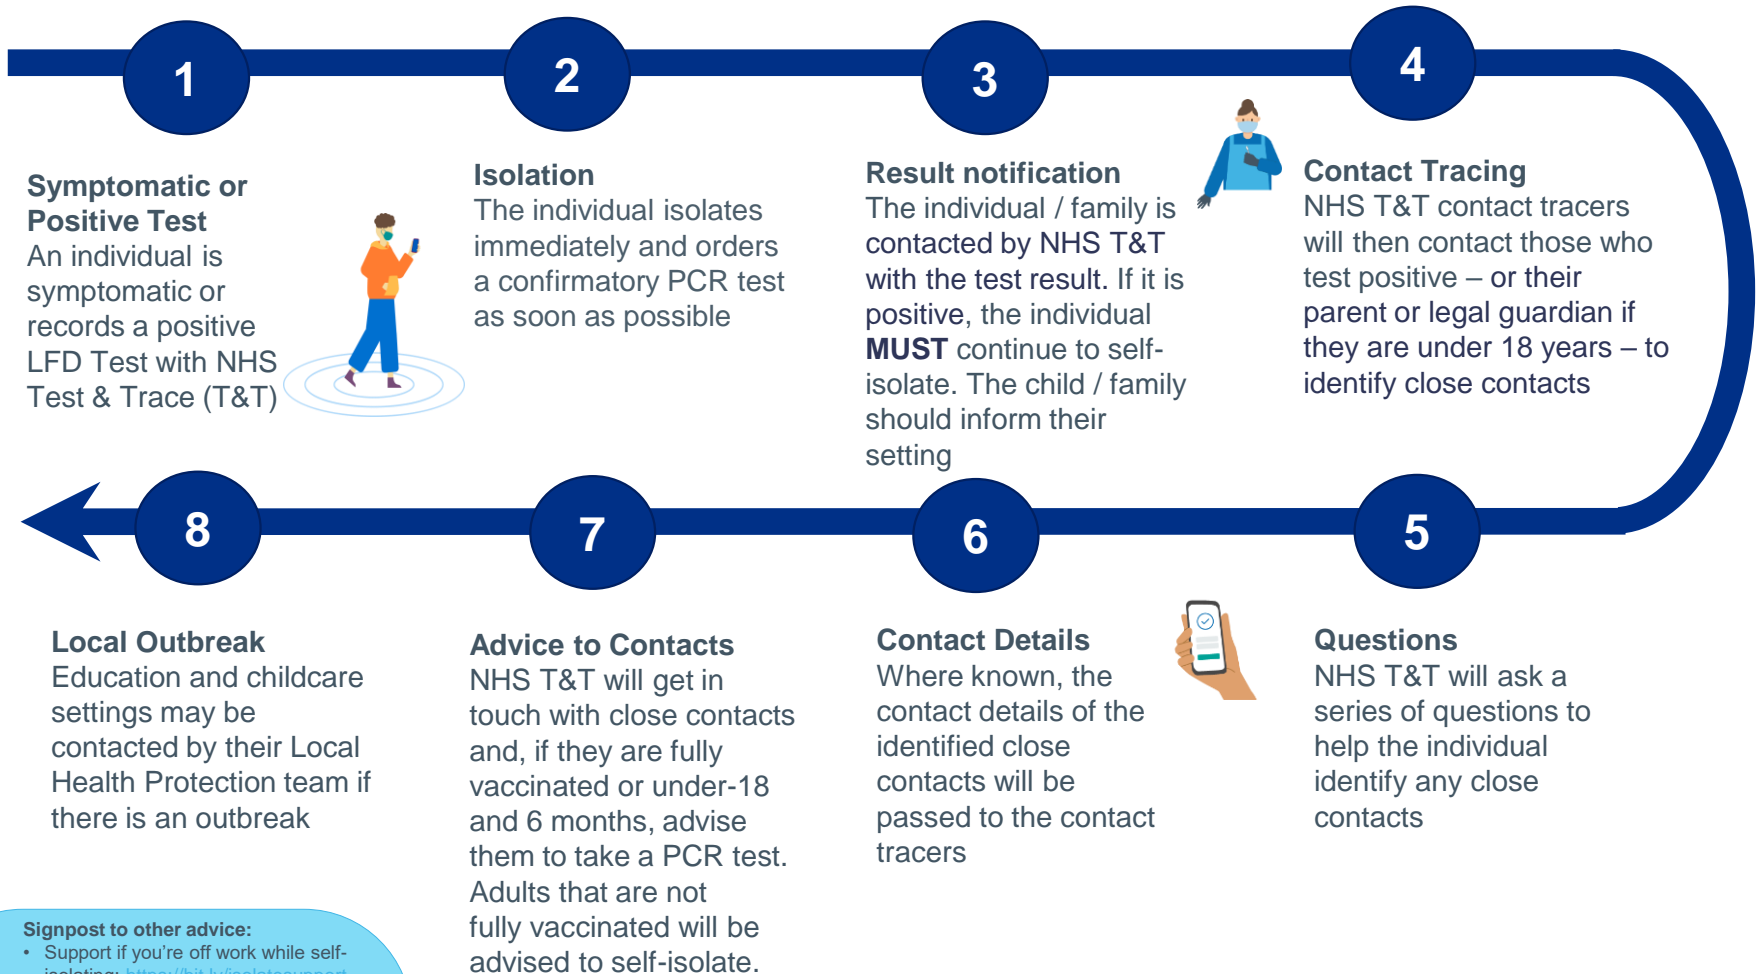 1
2
3
4
Symptomatic or
Positive Test
An individual is
symptomatic or
records a positive
LFD Test with NHS
Test & Trace (T&T)
Isolation
The individual isolates
immediately and orders
a confirmatory PCR test
as soon as possible
Result notification
The individual / family is
contacted by NHS T&T
with the test result. If it is
positive, the individual
MUST continue to self-
isolate. The child / family
should inform their
setting
Contact Tracing
NHS T&T contact tracers
will then contact those who
test positive – or their
parent or legal guardian if
they are under 18 years – to
identify close contacts
8
7
6
5
Local Outbreak
Education and childcare
settings may be
contacted by their Local
Health Protection team if
there is an outbreak
Advice to Contacts
NHS T&T will get in
touch with close contacts
and, if they are fully
vaccinated or under-18
and 6 months, advise
them to take a PCR test.
Adults that are not
fully vaccinated will be
advised to self-isolate.
Contact Details
Where known, the
contact details of the
identified close
contacts will be
passed to the contact
tracers
Questions
NHS T&T will ask a
series of questions to
help the individual
identify any close
contacts
Signpost to other advice:
• Support if you're off work while self-
isolating: https://bit.ly/isolatesupport